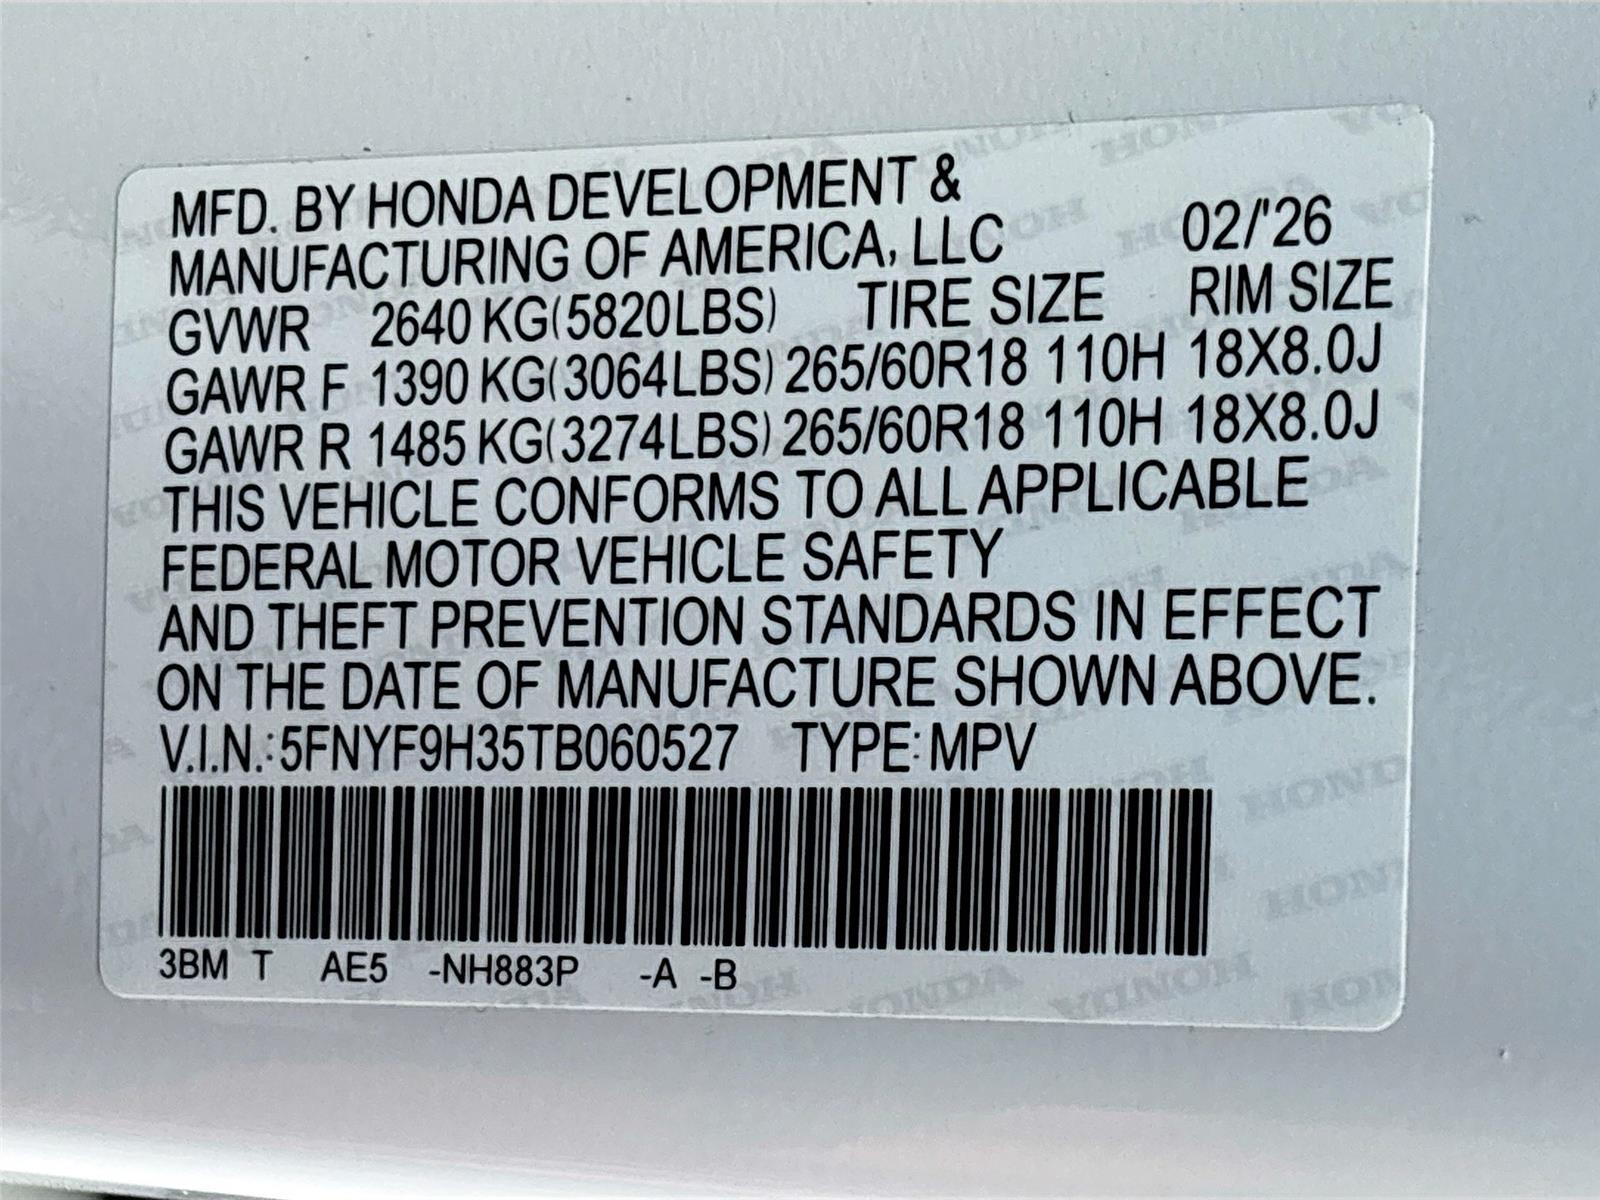 MFD. BY HONDA DEVELOPMENT &
MANUFACTURING OF AMERICA, LLC 02/'26
GVWR 2640 KG(5820LBS) TIRE SIZE RIM SIZE
GAWR F 1390 KG(3064LBS) 265/60R18 110H 18X8.0J
GAWR R 1485 KG(3274LBS) 265/60R18 110H 18X8.0J
THIS VEHICLE CONFORMS TO ALL APPLICABLE
FEDERAL MOTOR VEHICLE SAFETY
AND THEFT PREVENTION STANDARDS IN EFFECT
ON THE DATE OF MANUFACTURE SHOWN ABOVE.
V.I.N.:5FNYF9H35TB060527 TYPE:MPV
3BM T AE5 -NH883P -A -B